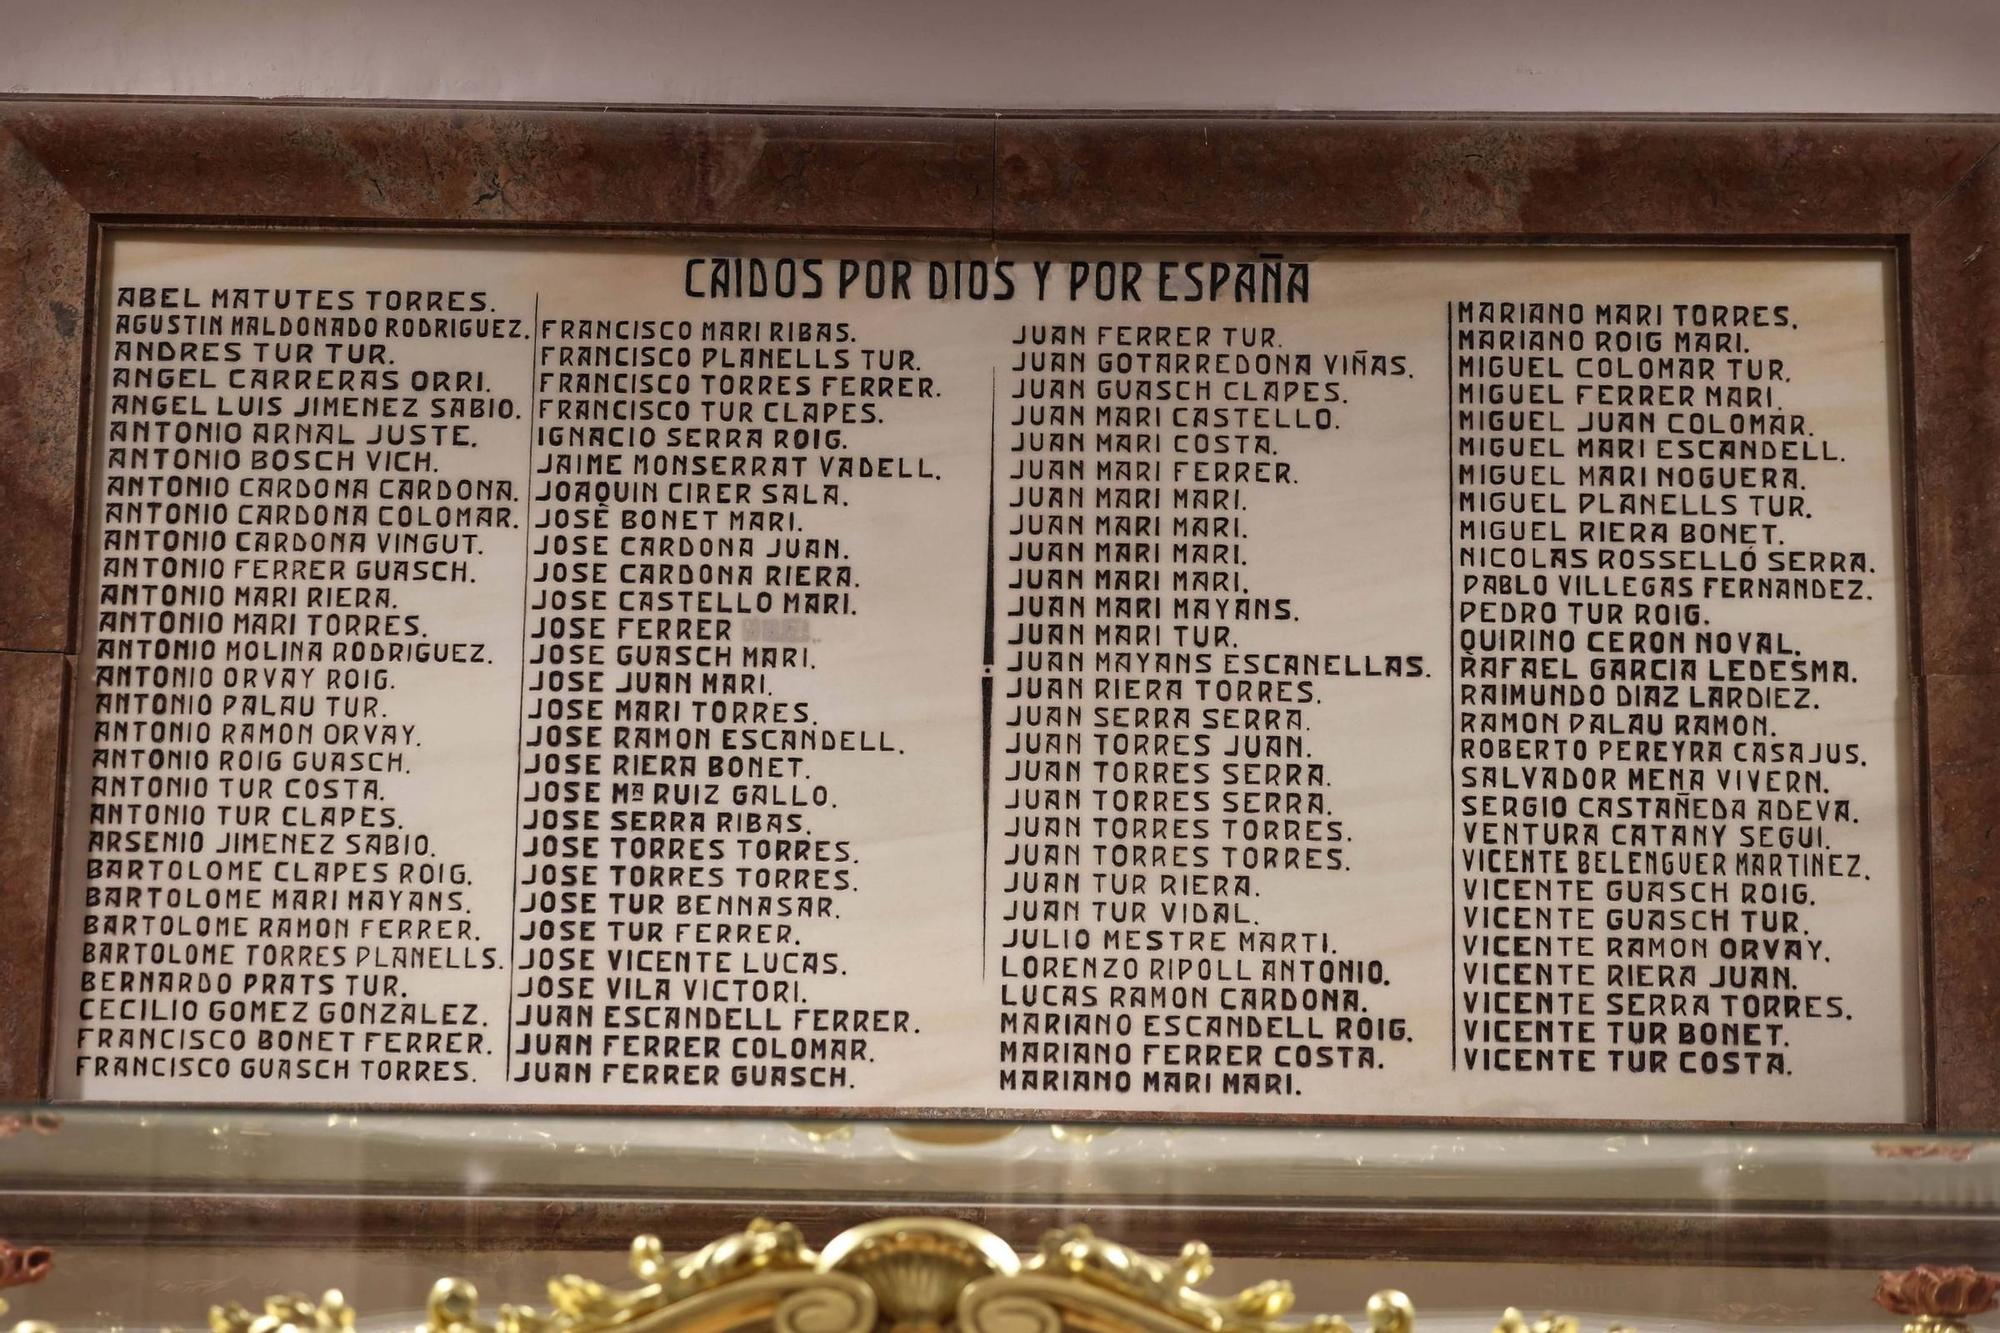 CAIDOS POR DIOS Y POR ESPAÑA
ABEL MATUTES TORRES.
AGUSTIN MALDONADO RODRIGUEZ.
ANDRES TUR TUR.
ANGEL CARRERAS ORRI.
ANGEL LUIS JIMENEZ SABIO.
ANTONIO ARNAL JUSTE.
ANTONIO BOSCH VICH.
ANTONIO CARDONA CARDONA.
ANTONIO CARDONA COLOMAR.
ANTONIO CARDONA VINGUT.
ANTONIO FERRER GUASCH.
ANTONIO MARI RIERA.
ANTONIO MARI TORRES.
ANTONIO MOLINA RODRIGUEZ.
ANTONIO ORVAY ROIG.
ANTONIO PALAU TUR.
ANTONIO RAMON ORVAY.
ANTONIO ROIG GUASCH.
ANTONIO TUR COSTA.
ANTONIO TUR CLAPES.
ARSENIO JIMENEZ SABIO.
BARTOLOME CLAPES ROIG.
BARTOLOME MARI MAYANS.
BARTOLOME RAMON FERRER.
BARTOLOME TORRES PLANELLS.
BERNARDO PRATS TUR.
CECILIO GOMEZ GONZALEZ.
FRANCISCO BONET FERRER.
FRANCISCO GUASCH TORRES.
FRANCISCO MARI RIBAS.
FRANCISCO PLANELLS TUR.
FRANCISCO TORRES FERRER.
FRANCISCO TUR CLAPES.
IGNACIO SERRA ROIG.
JAIME MONSERRAT VADELL.
JOAQUIN CIRER SALA.
JOSÉ BONET MARI.
JOSE CARDONA JUAN.
JOSE CARDONA RIERA.
JOSE CASTELLO MARI.
JOSE FERRER
JOSE GUASCH MARI.
JOSE JUAN MARI.
JOSE MARI TORRES.
JOSE RAMON ESCANDELL.
JOSE RIERA BONET.
JOSE Mª RUIZ GALLO.
JOSE SERRA RIBAS.
JOSE TORRES TORRES.
JOSE TORRES TORRES.
JOSE TUR BENNASAR.
JOSE TUR FERRER.
JOSE VICENTE LUCAS.
JOSE VILA VICTORI.
JUAN ESCANDELL FERRER.
JUAN FERRER COLOMAR.
JUAN FERRER GUASCH.
JUAN FERRER TUR.
JUAN GOTARREDONA VIÑAS.
JUAN GUASCH CLAPES.
JUAN MARI CASTELLO.
JUAN MARI COSTA.
JUAN MARI FERRER.
JUAN MARI MARI.
JUAN MARI MARI.
JUAN MARI MARI.
JUAN MARI MARI.
JUAN MARI MAYANS.
JUAN MARI TUR.
JUAN MAYANS ESCANELLAS.
JUAN RIERA TORRES.
JUAN SERRA SERRA.
JUAN TORRES JUAN.
JUAN TORRES SERRA.
JUAN TORRES SERRA.
JUAN TORRES TORRES.
JUAN TORRES TORRES.
JUAN TUR RIERA.
JUAN TUR VIDAL.
JULIO MESTRE MARTI.
LORENZO RIPOLL ANTONIO.
LUCAS RAMON CARDONA.
MARIANO ESCANDELL ROIG.
MARIANO FERRER COSTA.
MARIANO MARI MARI.
MARIANO MARI TORRES.
MARIANO ROIG MARI.
MIGUEL COLOMAR TUR.
MIGUEL FERRER MARI.
MIGUEL JUAN COLOMAR.
MIGUEL MARI ESCANDELL.
MIGUEL MARI NOGUERA.
MIGUEL PLANELLS TUR.
MIGUEL RIERA BONET.
NICOLAS ROSSELLÓ SERRA.
PABLO VILLEGAS FERNANDEZ.
PEDRO TUR ROIG.
QUIRINO CERON NOVAL.
RAFAEL GARCIA LEDESMA.
RAIMUNDO DIAZ LARDIEZ.
RAMON PALAU RAMON.
ROBERTO PEREYRA CASAJUS.
SALVADOR MENA VIVERN.
SERGIO CASTAÑEDA ADEVA.
VENTURA CATANY SEGUI.
VICENTE BELENGUER MARTINEZ.
VICENTE GUASCH ROIG.
VICENTE GUASCH TUR.
VICENTE RAMON ORVAY.
VICENTE RIERA JUAN.
VICENTE SERRA TORRES.
VICENTE TUR BONET.
VICENTE TUR COSTA.